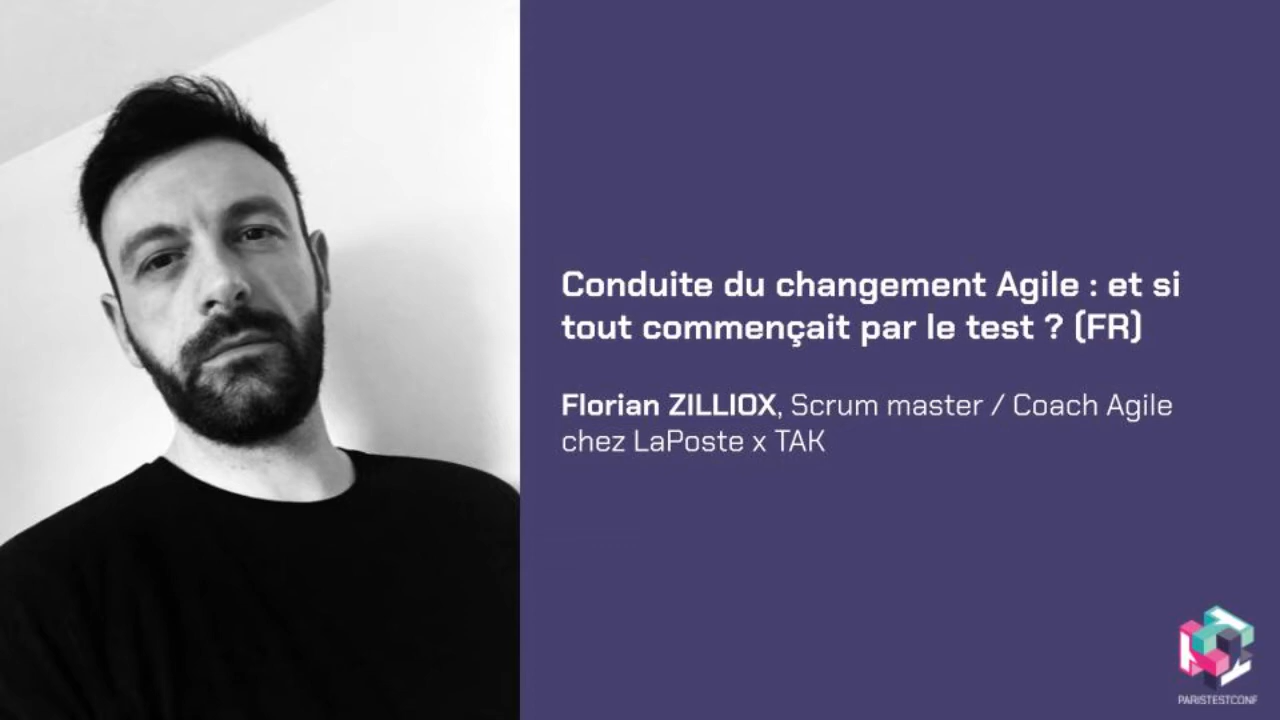 Conduite du changement Agile : et si
tout commençait par le test ? (FR)
Florian ZILLIOX, Scrum master / Coach Agile
chez LaPoste x TAK
PARISTESTCONF